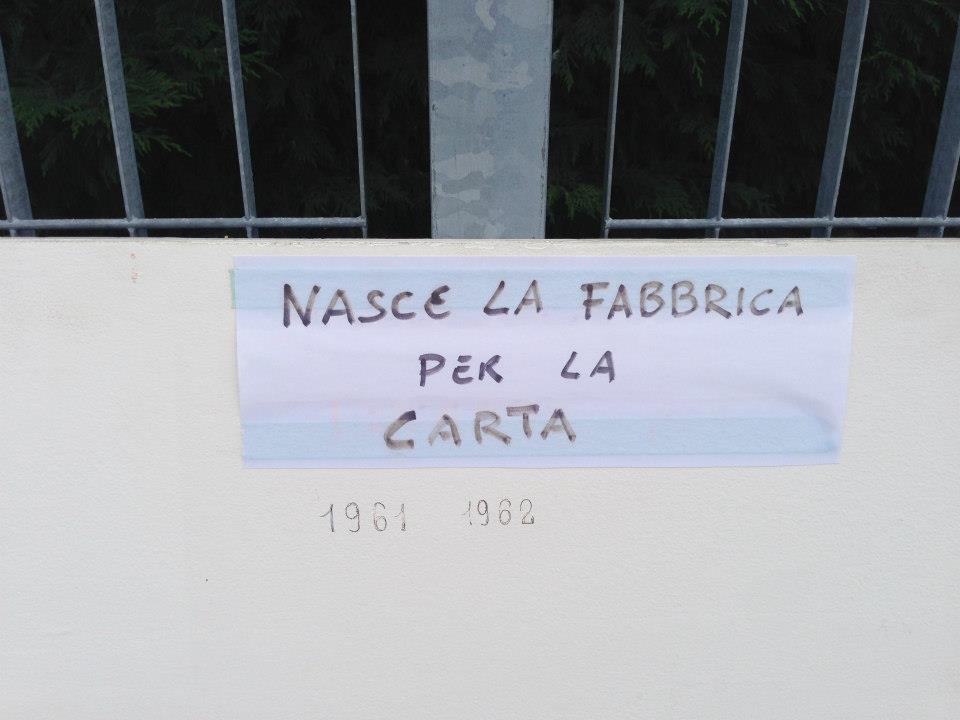 NASCE LA FABBRICA
PER LA
CARTA
1961 1962